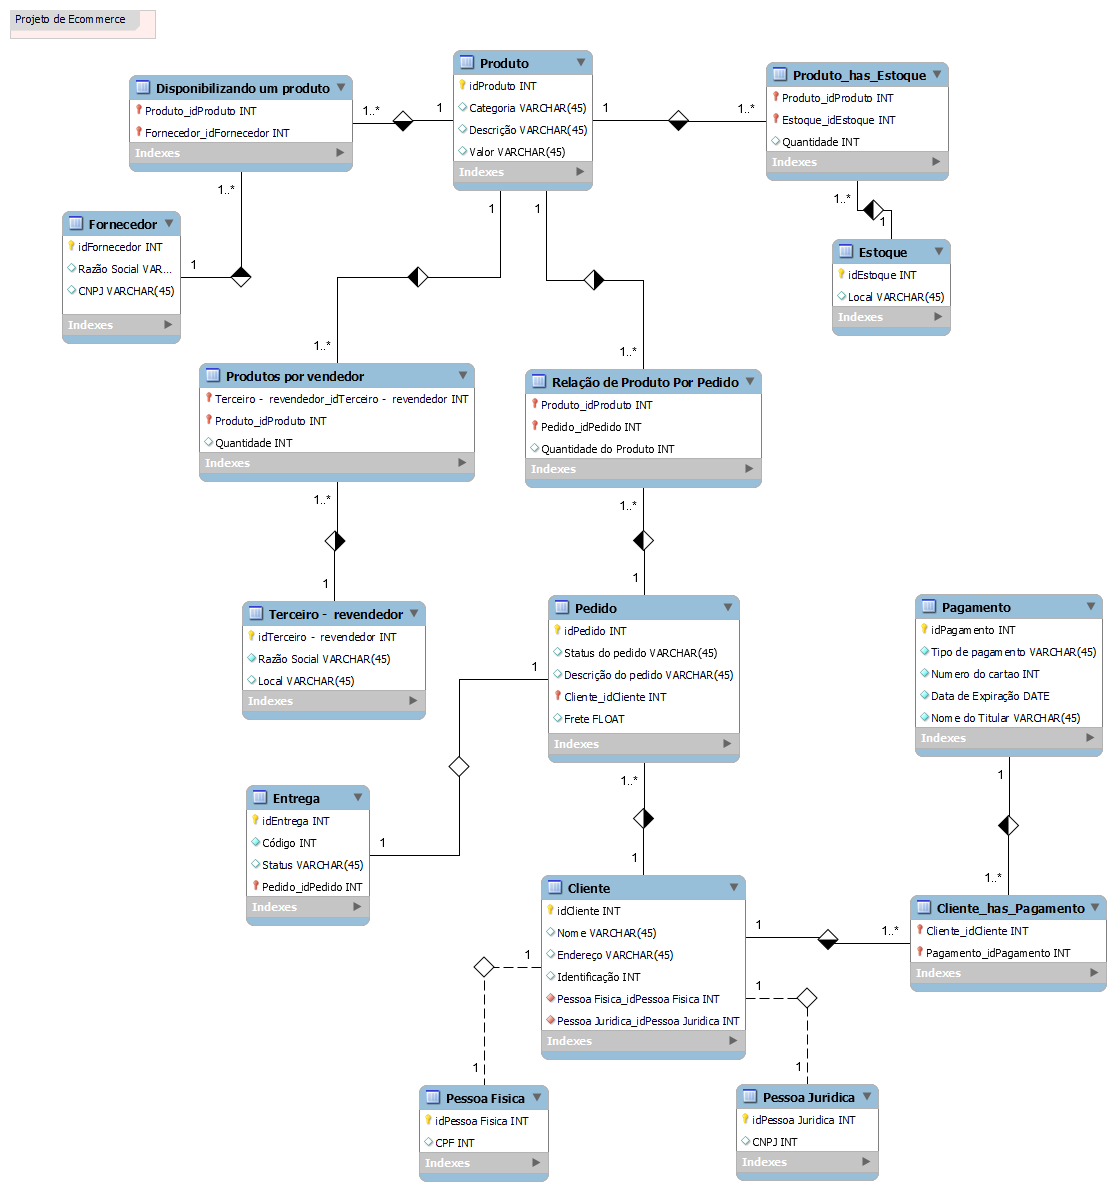 Projeto de Ecommerce
Disponibilizando um produto
Produto_idProduto INT
Fornecedor_idFornecedor INT
Indexes
1..*
1
Produto
idProduto INT
Categoria VARCHAR(45)
Descrição VARCHAR(45)
Valor VARCHAR(45)
Indexes
1
1..*
Produto_has_Estoque
Produto_idProduto INT
Estoque_idEstoque INT
Quantidade INT
Indexes
1..*
1
1
1..*
1
Fornecedor
idFornecedor INT
Razão Social VAR...
CNPJ VARCHAR(45)
Indexes
1
Estoque
idEstoque INT
Local VARCHAR(45)
Indexes
1..*
1..*
Produtos por vendedor
Terceiro - revendedor_idTerceiro - revendedor INT
Produto_idProduto INT
Quantidade INT
Indexes
Relação de Produto Por Pedido
Produto_idProduto INT
Pedido_idPedido INT
Quantidade do Produto INT
Indexes
1..*
1..*
1
1
Terceiro - revendedor
idTerceiro - revendedor INT
Razão Social VARCHAR(45)
Local VARCHAR(45)
Indexes
Pedido
idPedido INT
Status do pedido VARCHAR(45)
Descrição do pedido VARCHAR(45)
Cliente_idCliente INT
Frete FLOAT
Indexes
Pagamento
idPagamento INT
Tipo de pagamento VARCHAR(45)
Numero do cartao INT
Data de Expiração DATE
Nome do Titular VARCHAR(45)
Indexes
1
1..*
1
Entrega
idEntrega INT
Código INT
Status VARCHAR(45)
Pedido_idPedido INT
Indexes
1
1
1..*
Cliente
idCliente INT
Nome VARCHAR(45)
Endereço VARCHAR(45)
Identificação INT
Pessoa Fisica_idPessoa Fisica INT
Pessoa Juridica_idPessoa Juridica INT
Indexes
1
1..*
Cliente_has_Pagamento
Cliente_idCliente INT
Pagamento_idPagamento INT
Indexes
1
1
1
1
Pessoa Fisica
idPessoa Fisica INT
CPF INT
Indexes
Pessoa Juridica
idPessoa Juridica INT
CNPJ INT
Indexes